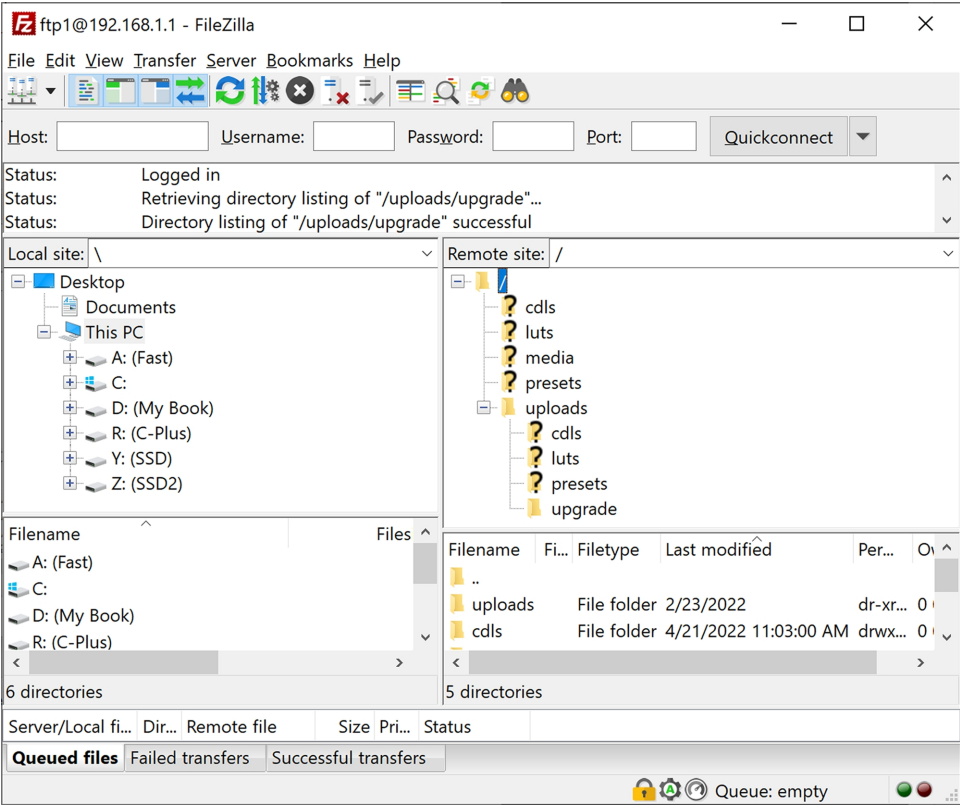 ftp1@192.168.1.1 - FileZilla
File Edit View Transfer Server Bookmarks Help
Host: Username: Password: Port: Quickconnect
Status: Logged in
Status: Retrieving directory listing of "/uploads/upgrade"...
Status: Directory listing of "/uploads/upgrade" successful
Local site: \
Desktop
Documents
This PC
A: (Fast)
C:
D: (My Book)
R: (C-Plus)
Y: (SSD)
Z: (SSD2)
Filename Files
A: (Fast)
C:
D: (My Book)
R: (C-Plus)
6 directories
Remote site: /
/
? cdls
? luts
? media
? presets
uploads
? cdls
? luts
? presets
upgrade
Filename Fi... Filetype Last modified Per... Ov
..
uploads File folder 2/23/2022 dr-xr... 0
cdls File folder 4/21/2022 11:03:00 AM drwx... 0
5 directories
Server/Local fi... Dir... Remote file Size Pri... Status
Queued files Failed transfers Successful transfers
Queue: empty